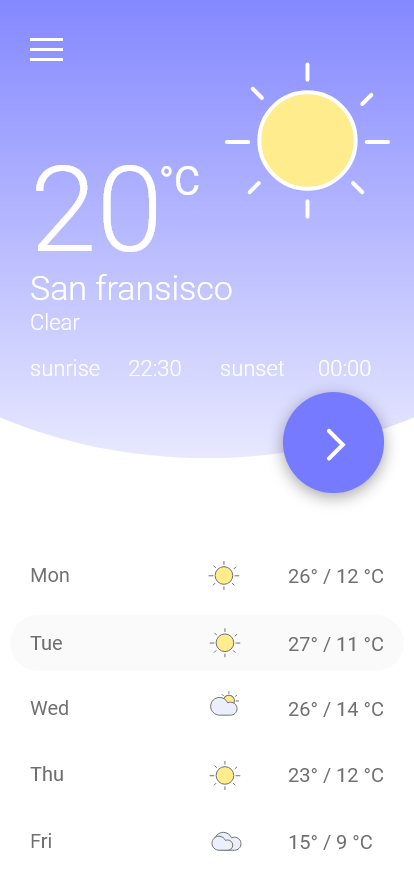 20°C
San fransisco
Clear
sunrise 22:30 sunset 00:00
Mon 26° / 12 °C
Tue 27° / 11 °C
Wed 26° / 14 °C
Thu 23° / 12 °C
Fri 15° / 9 °C